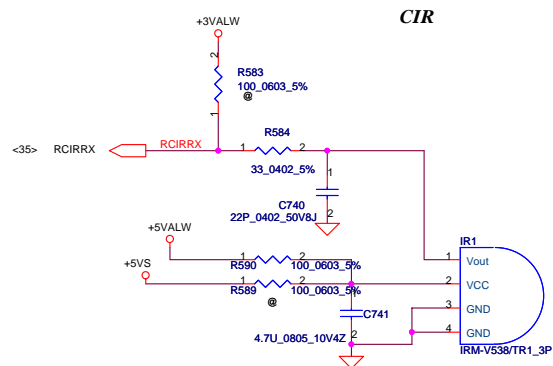 CIR
+3VALW
2
R583
100_0603_5%
@
1
R584
<35> RCIRRX
RCIRRX
1
2
33_0402_5%
1
C740
2
22P_0402_50V8J
+5VALW
IR1
1
2
1
Vout
R590
100_0603_5%
+5VS
1
2
2
VCC
R589
100_0603_5%
@
1
C741
3
GND
4.7U_0805_10V4Z
2
4
GND
IRM-V538/TR1_3P